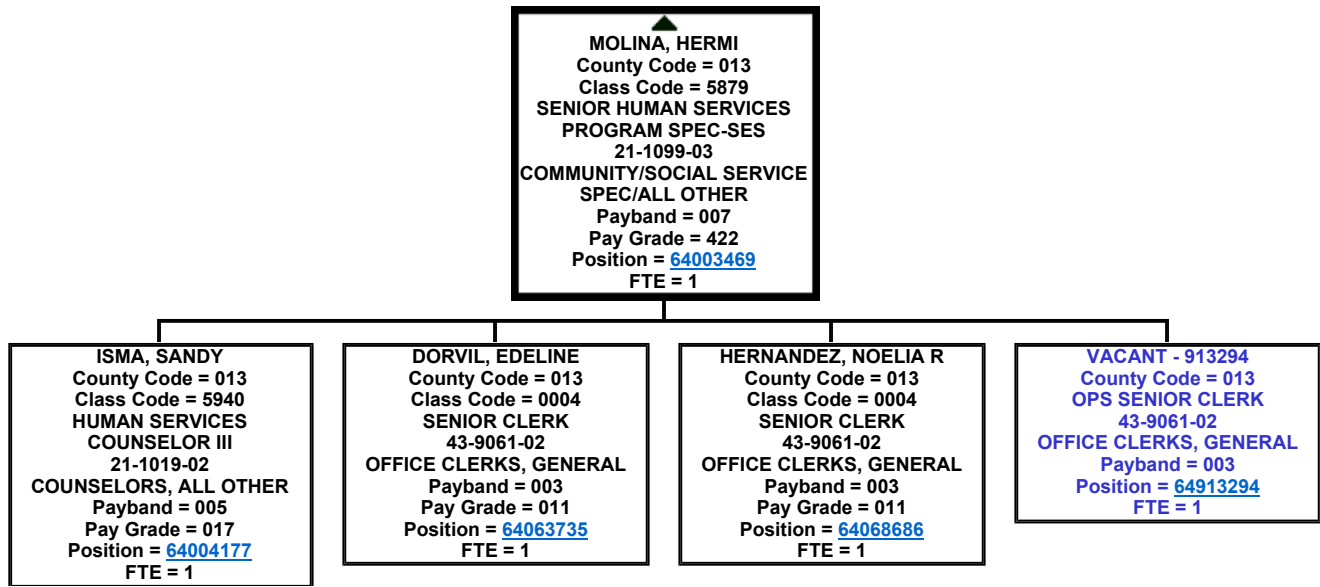 MOLINA, HERMI
County Code = 013
Class Code = 5879
SENIOR HUMAN SERVICES
PROGRAM SPEC-SES
21-1099-03
COMMUNITY/SOCIAL SERVICE
SPEC/ALL OTHER
Payband = 007
Pay Grade = 422
Position = 64003469
FTE = 1
ISMA, SANDY
County Code = 013
Class Code = 5940
HUMAN SERVICES
COUNSELOR III
21-1019-02
COUNSELORS, ALL OTHER
Payband = 005
Pay Grade = 017
Position = 64004177
FTE = 1
DORVIL, EDELINE
County Code = 013
Class Code = 0004
SENIOR CLERK
43-9061-02
OFFICE CLERKS, GENERAL
Payband = 003
Pay Grade = 011
Position = 64063735
FTE = 1
HERNANDEZ, NOELIA R
County Code = 013
Class Code = 0004
SENIOR CLERK
43-9061-02
OFFICE CLERKS, GENERAL
Payband = 003
Pay Grade = 011
Position = 64068686
FTE = 1
VACANT - 913294
County Code = 013
OPS SENIOR CLERK
43-9061-02
OFFICE CLERKS, GENERAL
Payband = 003
Position = 64913294
FTE = 1